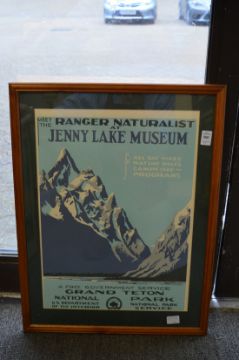 MEET THE RANGER NATURALIST
AT
JENNY LAKE MUSEUM
ALL DAY HIKES
NATURE WALKS
CAMPFIRE
PROGRAMS
A FREE GOVERNMENT SERVICE
GRAND TETON
NATIONAL PARK
U.S. DEPARTMENT OF THE INTERIOR
NATIONAL PARK SERVICE